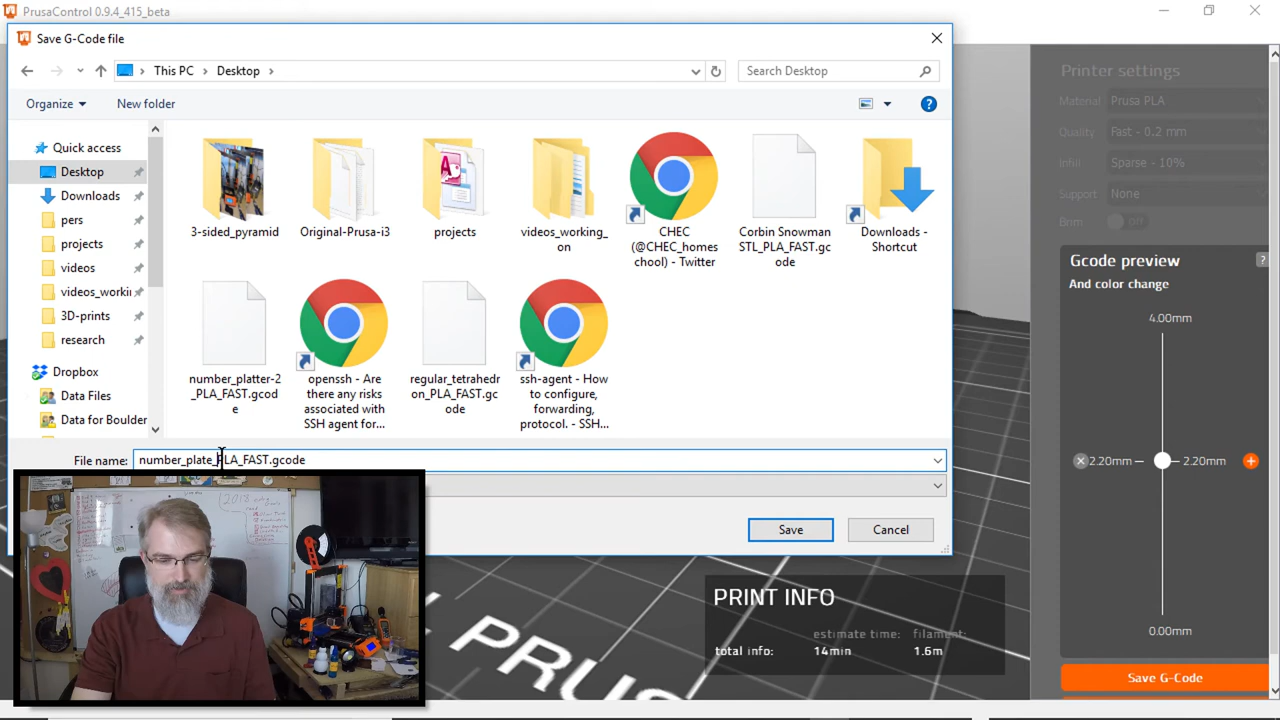 PrusaControl 0.9.4_415_beta
Save G-Code file
This PC
Desktop
Search Desktop
Organize
New folder
Quick access
Desktop
Downloads
pers
projects
videos
videos_workin
3D-prints
research
Dropbox
Data Files
Data for Boulder
3-sided_pyramid
Original-Prusa-i3
projects
videos_working_
on
CHEC
(@CHEC_homes
chool) - Twitter
Corbin Snowman
STL_PLA_FAST.gc
ode
Downloads -
Shortcut
number_platter-2
_PLA_FAST.gcod
e
openssh - Are
there any risks
associated with
SSH agent for...
regular_tetrahedr
on_PLA_FAST.gc
ode
ssh-agent - How
to configure,
forwarding,
protocol. - SSH...
File name:
number_plate_PLA_FAST.gcode
Save
Cancel
Printer settings
Material
Prusa PLA
Quality
Fast - 0.2 mm
Infill
Sparse - 10%
Support
None
Brim
on
Gcode preview
?
And color change
4.00mm
2.20mm
2.20mm
0.00mm
Save G-Code
PRINT INFO
estimate time:
filament:
total info:
14min
1.6m
PRUS
2018